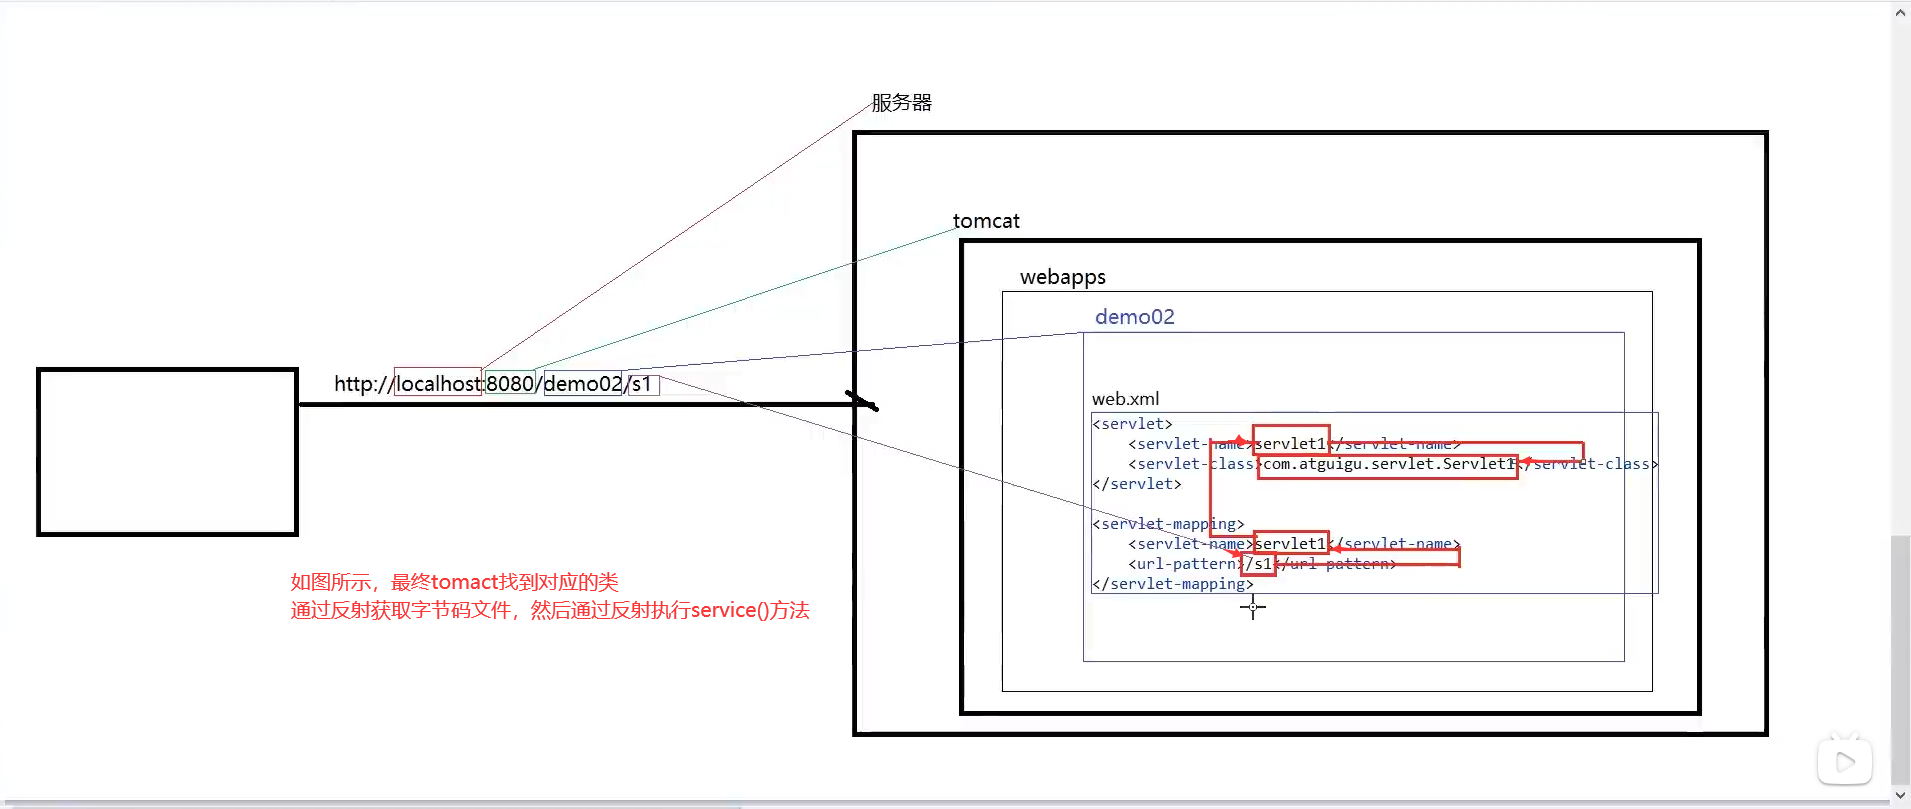 服务器
tomcat
webapps
demo02
http://localhost:8080/demo02/s1
web.xml
<servlet>
<servlet-name>servlet1</servlet-name>
<servlet-class>com.atguigu.servlet.Servlet1</servlet-class>
</servlet>
<servlet-mapping>
<servlet-name>servlet1</servlet-name>
<url-pattern>/s1</url-pattern>
</servlet-mapping>
如图所示，最终tomact找到对应的类
通过反射获取字节码文件，然后通过反射执行service()方法